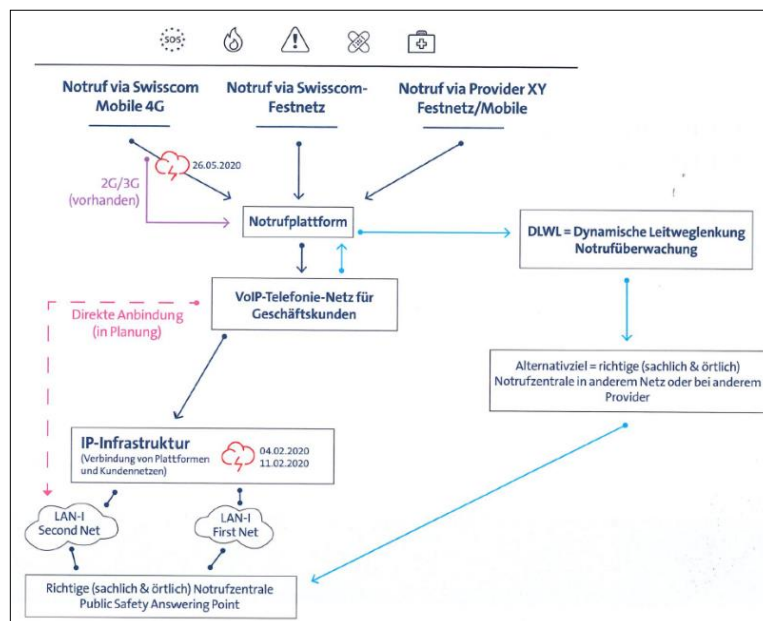 SOS
Notruf via Swisscom
Mobile 4G
Notruf via Swisscom-
Festnetz
Notruf via Provider XY
Festnetz/Mobile
26.05.2020
2G/3G
(vorhanden)
Notrufplattform
DLWL = Dynamische Leitweglenkung
Notrufüberwachung
VoIP-Telefonie-Netz für
Geschäftskunden
Direkte Anbindung
(in Planung)
Alternativziel = richtige (sachlich & örtlich)
Notrufzentrale in anderem Netz oder bei anderem
Provider
IP-Infrastruktur
(Verbindung von Plattformen
und Kundennetzen)
04.02.2020
11.02.2020
LAN-I
Second Net
LAN-I
First Net
Richtige (sachlich & örtlich) Notrufzentrale
Public Safety Answering Point